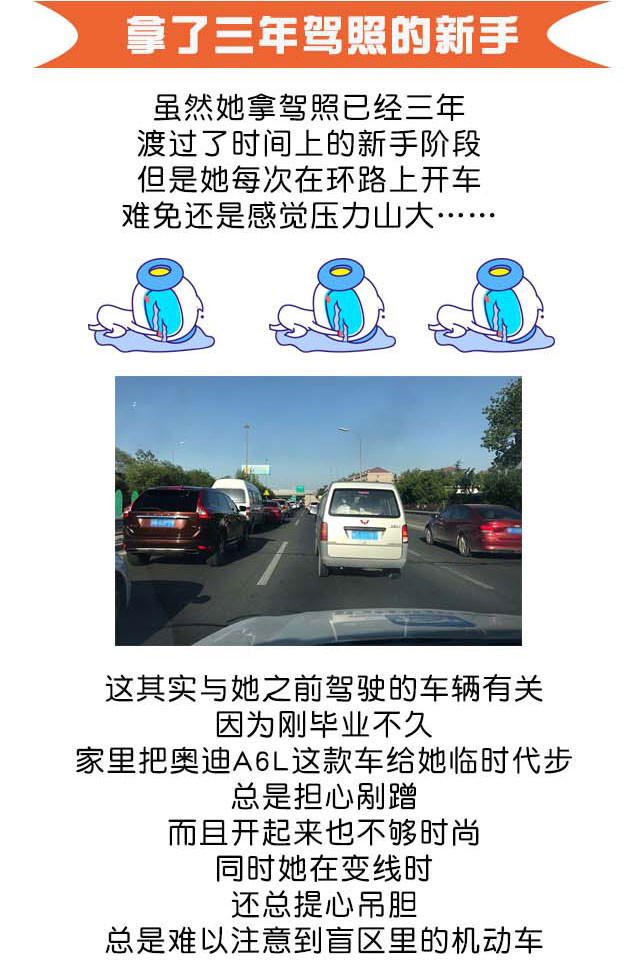 拿了三年驾照的新手
虽然她拿驾照已经三年
渡过了时间上的新手阶段
但是她每次在环路上开车
难免还是感觉压力山大……
这其实与她之前驾驶的车辆有关
因为刚毕业不久
家里把奥迪A6L这款车给她临时代步
总是担心剐蹭
而且开起来也不够时尚
同时她在变线时
还总提心吊胆
总是难以注意到盲区里的机动车